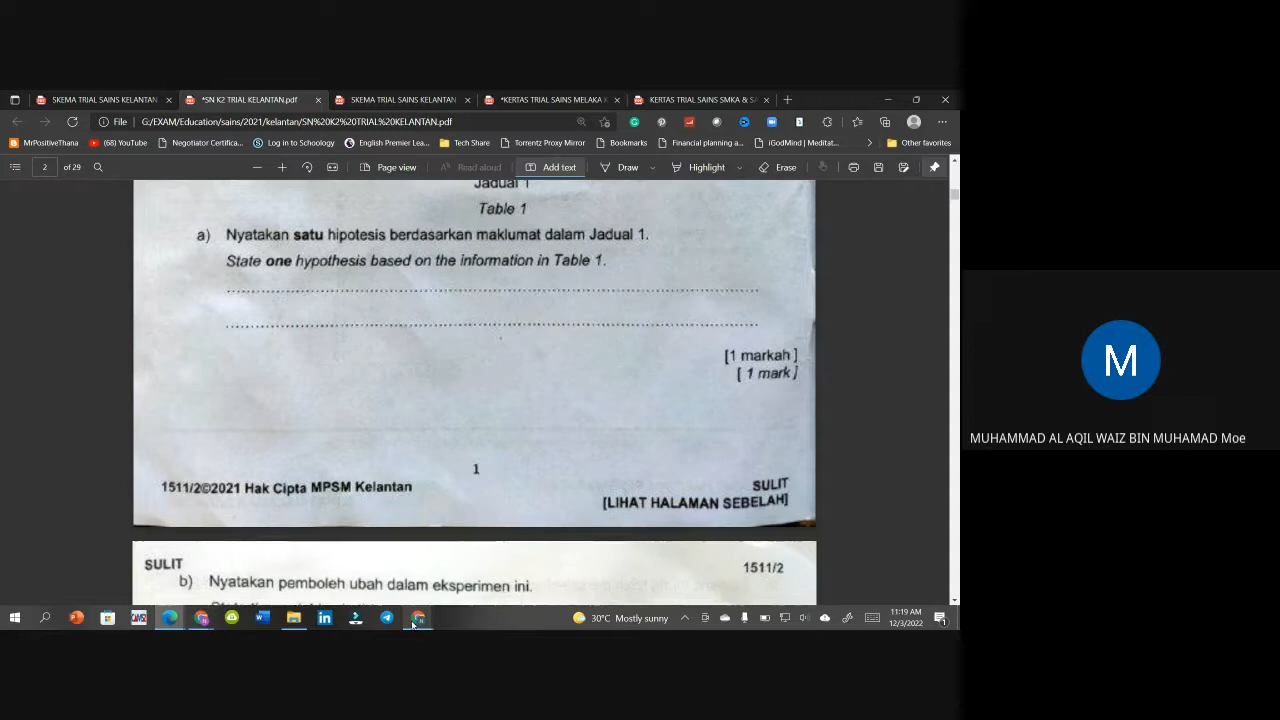 SKEMA TRIAL SAINS KELANTAN
*SN K2 TRIAL KELANTAN.pdf
SKEMA TRIAL SAINS KELANTAN
*KERTAS TRIAL SAINS MELAKA
KERTAS TRIAL SAINS SMKA & S
File
G:/EXAM/Education/sains/2021/kelantan/SN%20K2%20TRIAL%20KELANTAN.pdf
MrPositiveThana
(68) YouTube
Negotiator Certifica...
Log in to Schoology
English Premier Lea...
Tech Share
Torrentz Proxy Mirror
Bookmarks
Financial planning a...
iGodMind | Meditat...
Other favorites
2 of 29
Page view
Read aloud
Add text
Draw
Highlight
Erase
Jadual 1
Table 1
a) Nyatakan satu hipotesis berdasarkan maklumat dalam Jadual 1.
State one hypothesis based on the information in Table 1.
[1 markah ]
[ 1 mark ]
1
1511/2©2021 Hak Cipta MPSM Kelantan
SULIT
[LIHAT HALAMAN SEBELAH]
SULIT
1511/2
b) Nyatakan pemboleh ubah dalam eksperimen ini.
30°C Mostly sunny
11:19 AM
12/3/2022
M
MUHAMMAD AL AQIL WAIZ BIN MUHAMAD Moe